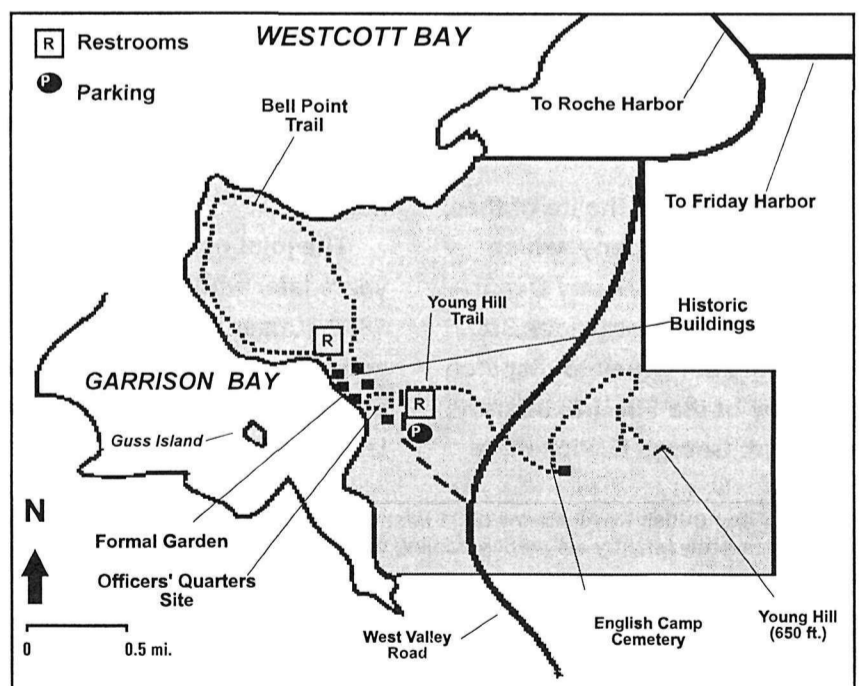 R Restrooms
P Parking
WESTCOTT BAY
Bell Point
Trail
To Roche Harbor
To Friday Harbor
Young Hill
Trail
Historic
Buildings
R
GARRISON BAY
R
P
Guss Island
N
Formal Garden
Officers' Quarters
Site
0 0.5 mi.
West Valley
Road
English Camp
Cemetery
Young Hill
(650 ft.)